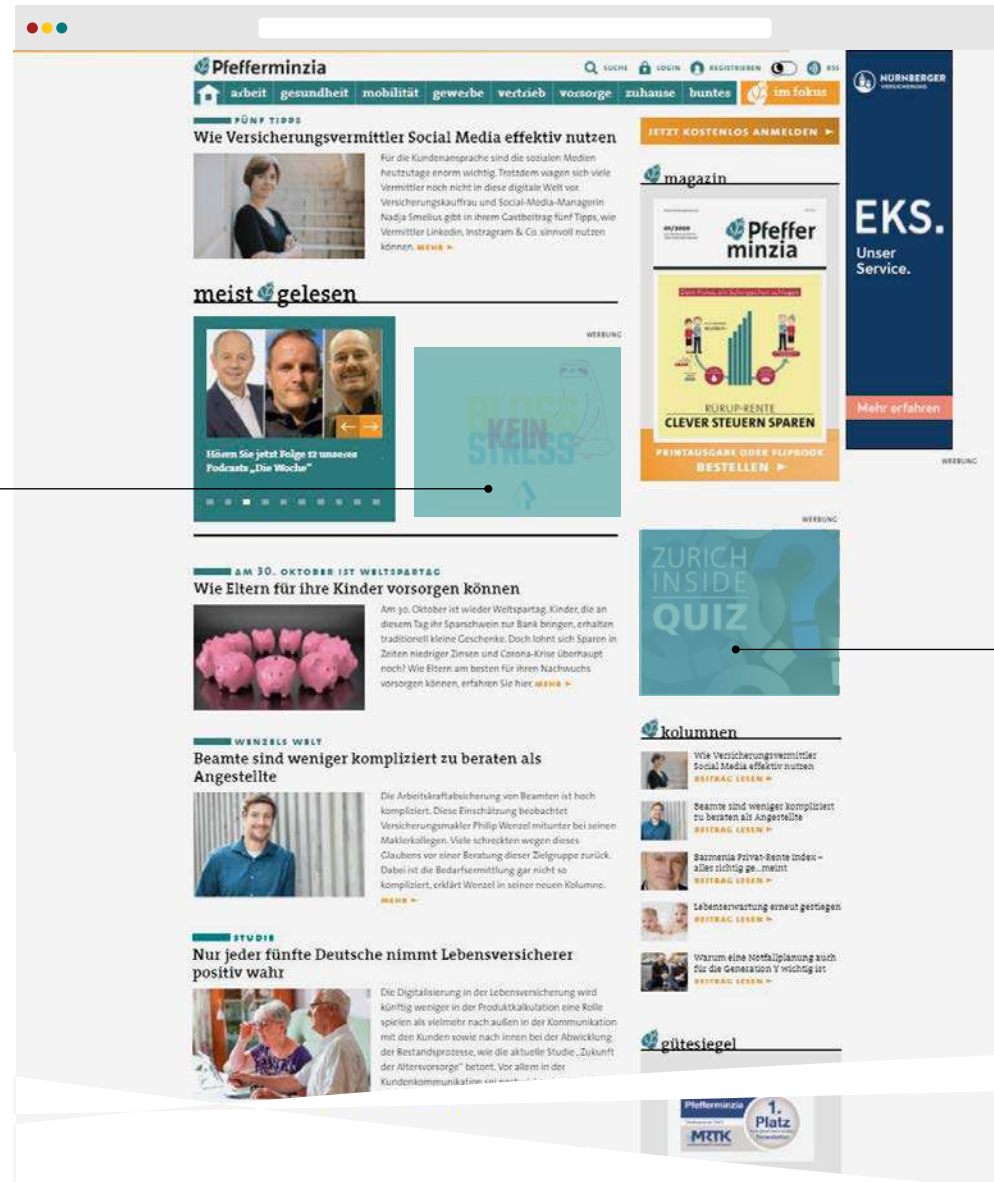 Pfefferminzia
SUCHE LOGIN REGISTRIEREN RSS
arbeit gesundheit mobilität gewerbe vertrieb vorsorge zuhause buntes im fokus
FÜNF TIPPS
Wie Versicherungsvermittler Social Media effektiv nutzen
Für die Kundenansprache sind die sozialen Medien
heutzutage enorm wichtig. Trotzdem wagen sich viele
Vermittler noch nicht in diese digitale Welt vor.
Versicherungskauffrau und Social-Media-Managerin
Nadja Smelius gibt in ihrem Gastbeitrag fünf Tipps, wie
Vermittler Linkedin, Instragram & Co. sinnvoll nutzen
können. MEHR
meist gelesen
WERBUNG
Hören Sie jetzt Folge 12 unseres
Podcasts „Die Woche“
BLOSS
KEIN
STRESS
AM 30. OKTOBER IST WELTSPARTAG
Wie Eltern für ihre Kinder vorsorgen können
Am 30. Oktober ist wieder Weltspartag. Kinder, die an
diesem Tag ihr Sparschwein zur Bank bringen, erhalten
traditionell kleine Geschenke. Doch lohnt sich Sparen in
Zeiten niedriger Zinsen und Corona-Krise überhaupt
noch? Wie Eltern am besten für ihren Nachwuchs
vorsorgen können, erfahren Sie hier. MEHR
WENZELS WELT
Beamte sind weniger kompliziert zu beraten als
Angestellte
Die Arbeitskraftabsicherung von Beamten ist hoch
kompliziert. Diese Einschätzung beobachtet
Versicherungsmakler Philip Wenzel mitunter bei seinen
Maklerkollegen. Viele schreckten wegen dieses
Glaubens vor einer Beratung dieser Zielgruppe zurück.
Dabei ist die Bedarfsermittlung gar nicht so
kompliziert, erklärt Wenzel in seiner neuen Kolumne.
MEHR
STUDIE
Nur jeder fünfte Deutsche nimmt Lebensversicherer
positiv wahr
Die Digitalisierung in der Lebensversicherung wird
künftig weniger in der Produktkalkulation eine Rolle
spielen als vielmehr nach außen in der Kommunikation
mit den Kunden sowie nach innen bei der Abwicklung
der Bestandsprozesse, wie die aktuelle Studie „Zukunft
der Altersvorsorge“ betont. Vor allem in der
Kundenkommunikation sei noch
JETZT KOSTENLOS ANMELDEN
magazin
Pfeffer
minzia
RÜRUP-RENTE
CLEVER STEUERN SPAREN
PRINTAUSGABE ODER FLIPBOOK
BESTELLEN
WERBUNG
ZURICH
INSIDE
QUIZ
kolumnen
Wie Versicherungsvermittler
Social Media effektiv nutzen
BEITRAG LESEN
Beamte sind weniger kompliziert
zu beraten als Angestellte
BEITRAG LESEN
Barmenia Privat-Rente Index –
alles richtig ge...meint
BEITRAG LESEN
Lebenserwartung erneut gestiegen
BEITRAG LESEN
Warum eine Notfallplanung auch
für die Generation Y wichtig ist
BEITRAG LESEN
gütesiegel
Pfefferminzia
1.
Platz
MRTK
NÜRNBERGER
VERSICHERUNG
EKS.
Unser
Service.
Mehr erfahren
WERBUNG